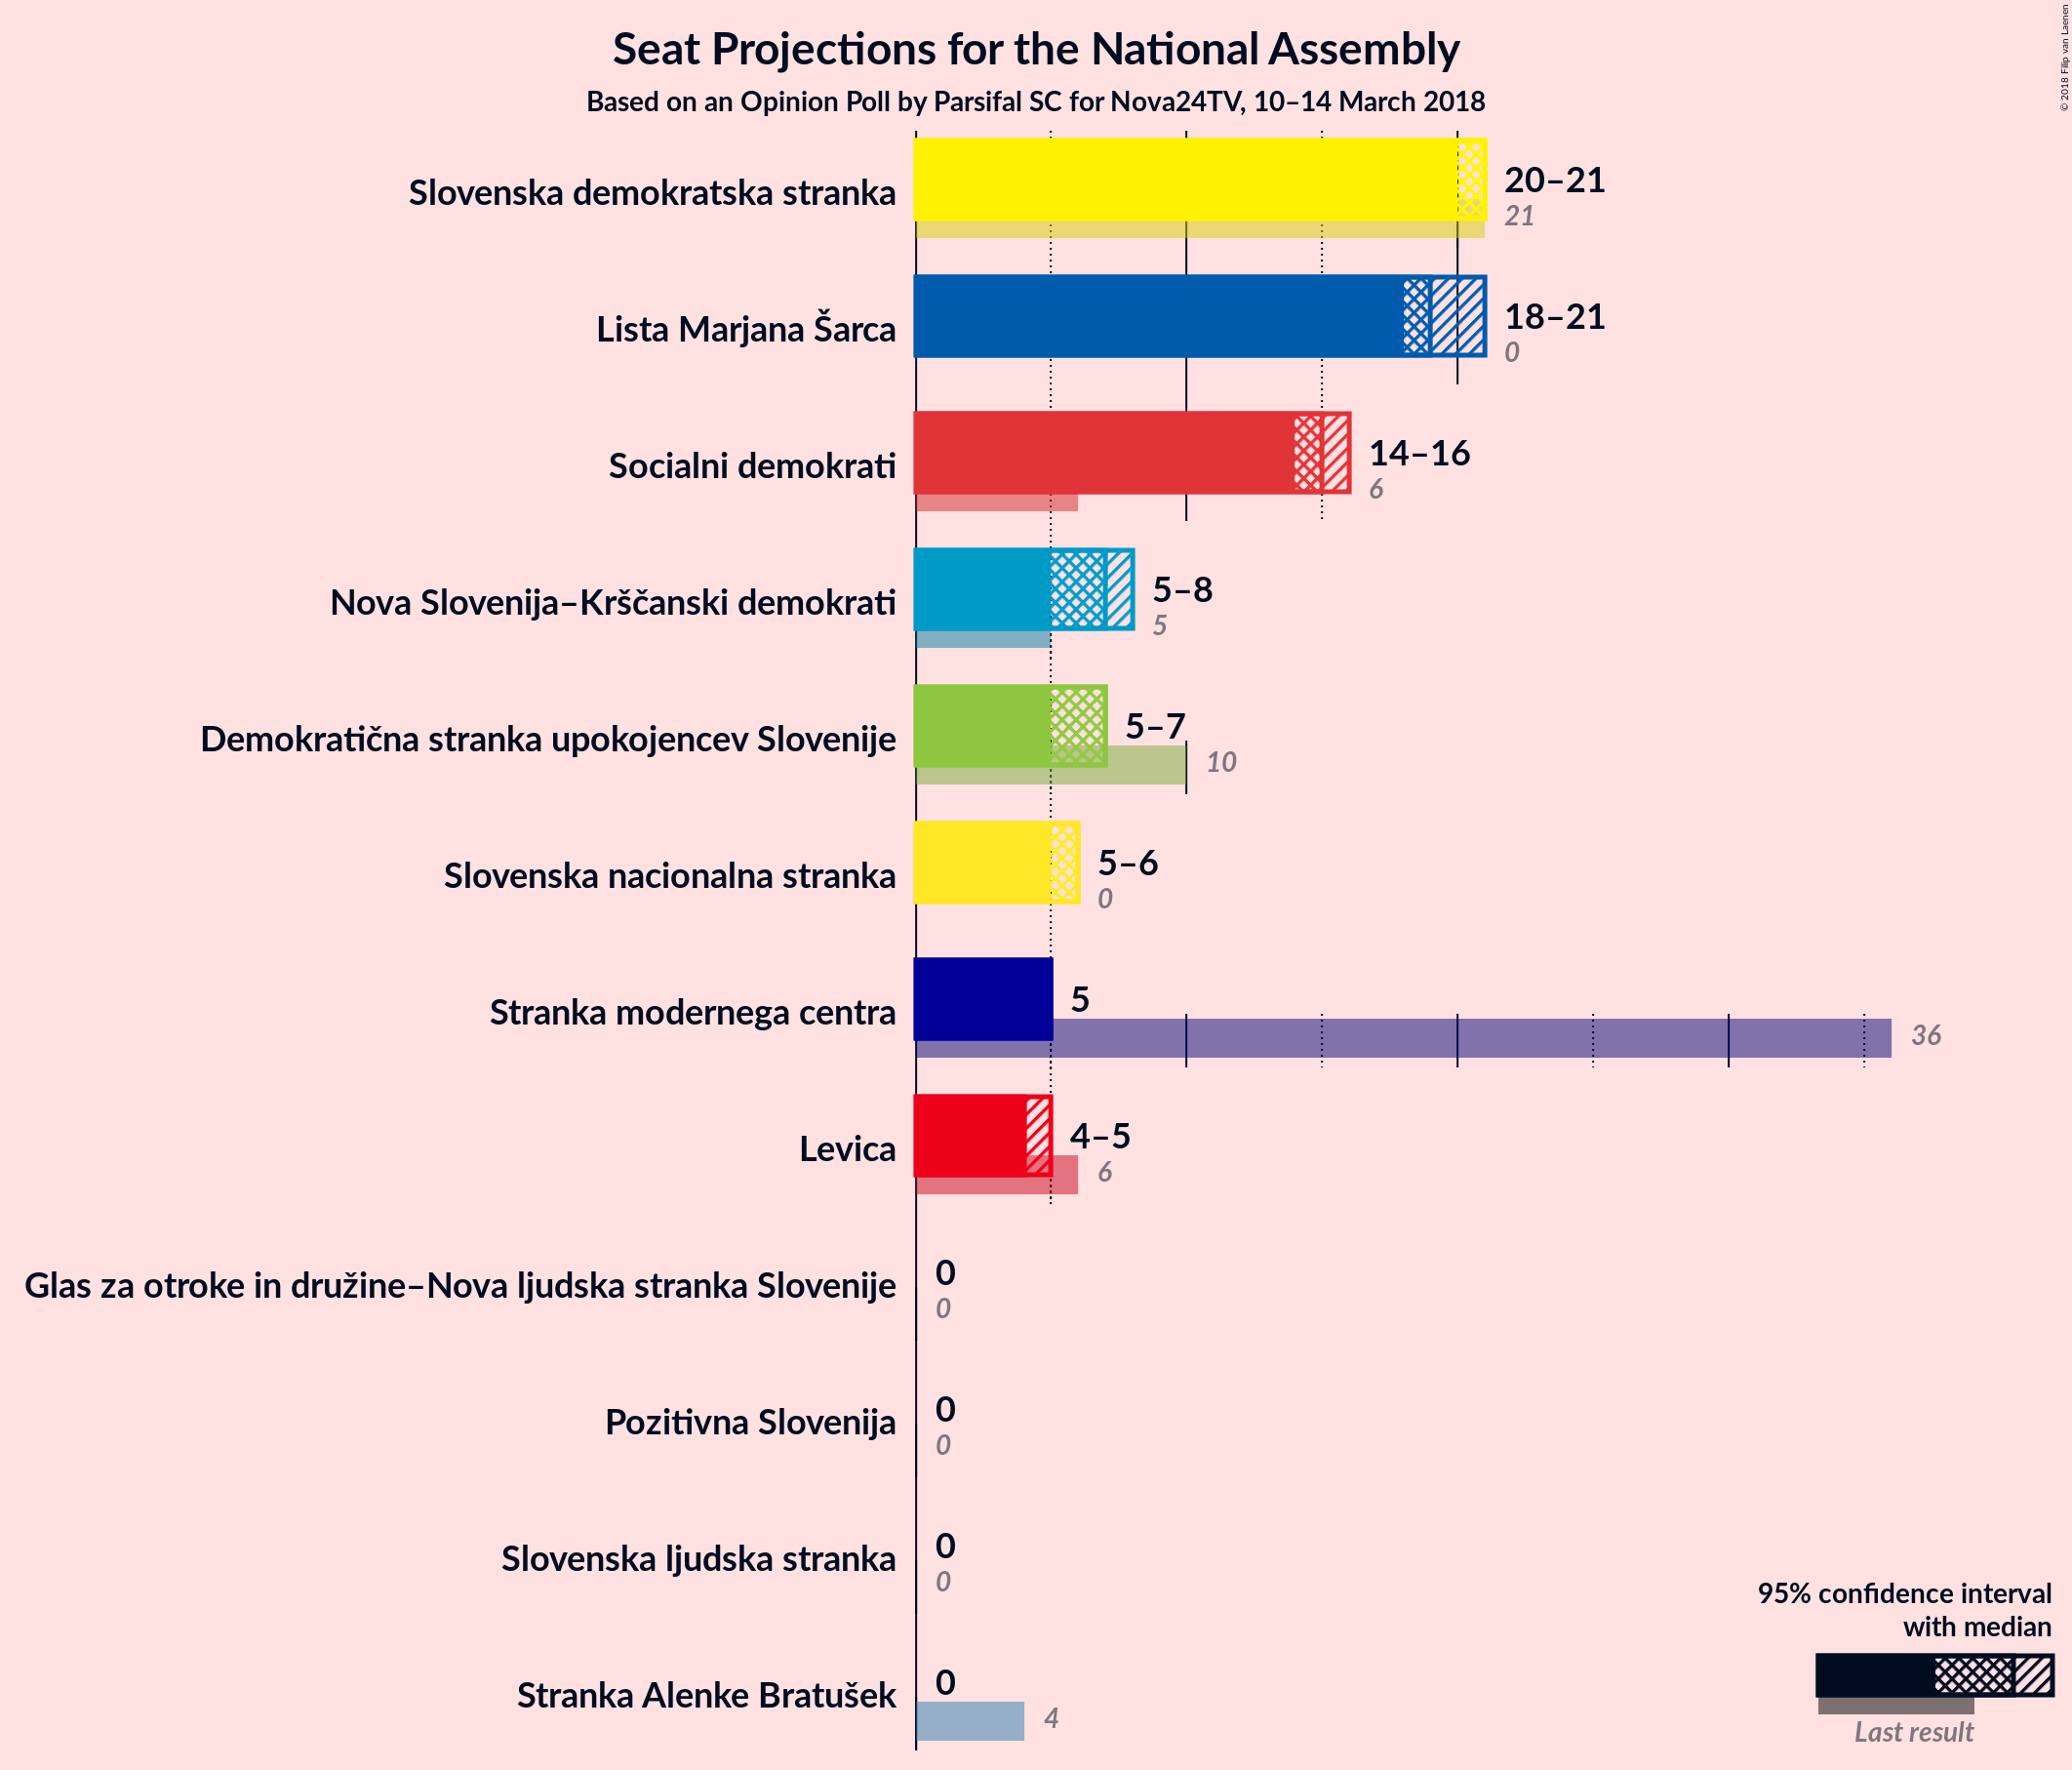 Seat Projections for the National Assembly
Based on an Opinion Poll by Parsifal SC for Nova24TV, 10–14 March 2018
© 2018 Filip van Laenen
Slovenska demokratska stranka
20–21
21
Lista Marjana Šarca
18–21
0
Socialni demokrati
14–16
6
Nova Slovenija–Krščanski demokrati
5–8
5
Demokratična stranka upokojencev Slovenije
5–7
10
Slovenska nacionalna stranka
5–6
0
Stranka modernega centra
5
36
Levica
4–5
6
Glas za otroke in družine–Nova ljudska stranka Slovenije
0
0
Pozitivna Slovenija
0
0
Slovenska ljudska stranka
0
0
Stranka Alenke Bratušek
0
4
95% confidence interval
with median
Last result